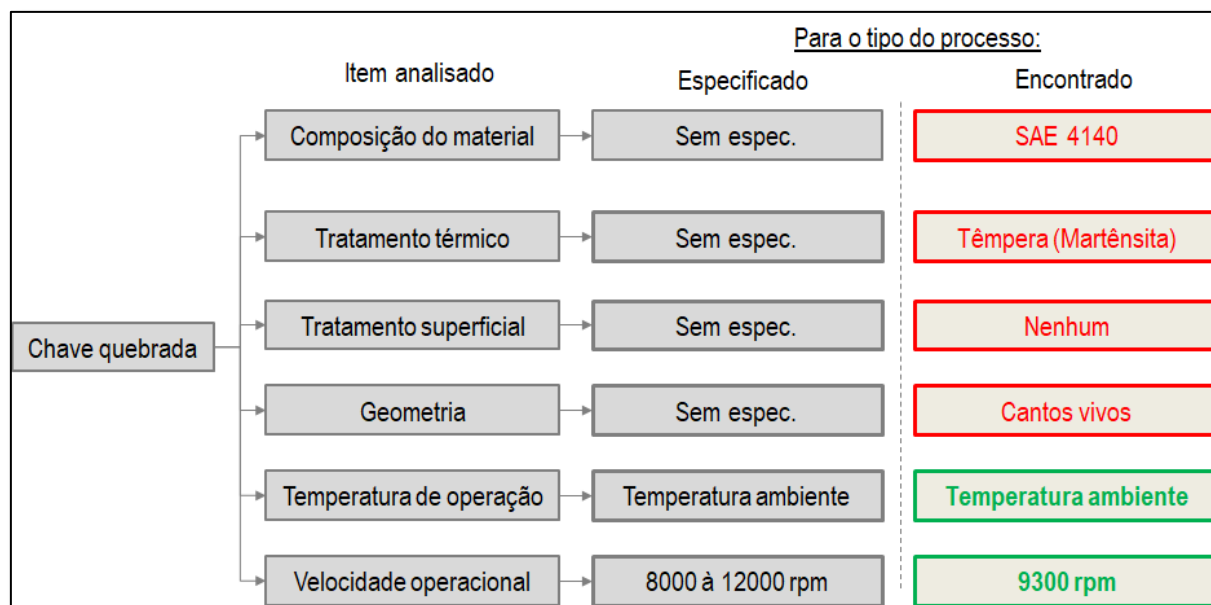 Para o tipo do processo:
Item analisado
Especificado
Encontrado
Composição do material
Sem espec.
SAE 4140
Tratamento térmico
Sem espec.
Têmpera (Martênsita)
Chave quebrada
Tratamento superficial
Sem espec.
Nenhum
Geometria
Sem espec.
Cantos vivos
Temperatura de operação
Temperatura ambiente
Temperatura ambiente
Velocidade operacional
8000 à 12000 rpm
9300 rpm